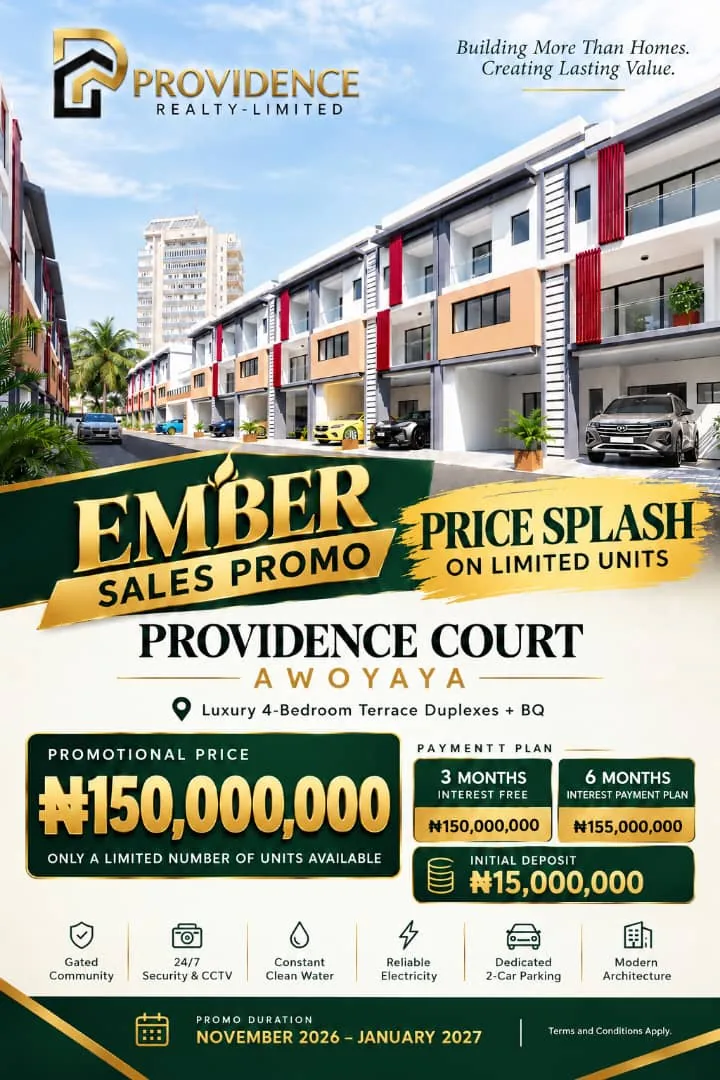 PROVIDENCE
REALTY-LIMITED
Building More Than Homes.
Creating Lasting Value.
EMBER
SALES PROMO
PRICE SPLASH
ON LIMITED UNITS
PROVIDENCE COURT
AWOYAYA
Luxury 4-Bedroom Terrace Duplexes + BQ
PROMOTIONAL PRICE
₦150,000,000
ONLY A LIMITED NUMBER OF UNITS AVAILABLE
PAYMENTT PLAN
3 MONTHS
INTEREST FREE
₦150,000,000
6 MONTHS
INTEREST PAYMENT PLAN
₦155,000,000
INITIAL DEPOSIT
₦15,000,000
Gated
Community
24/7
Security & CCTV
Constant
Clean Water
Reliable
Electricity
Dedicated
2-Car Parking
Modern
Architecture
PROMO DURATION
NOVEMBER 2026 – JANUARY 2027
Terms and Conditions Apply.